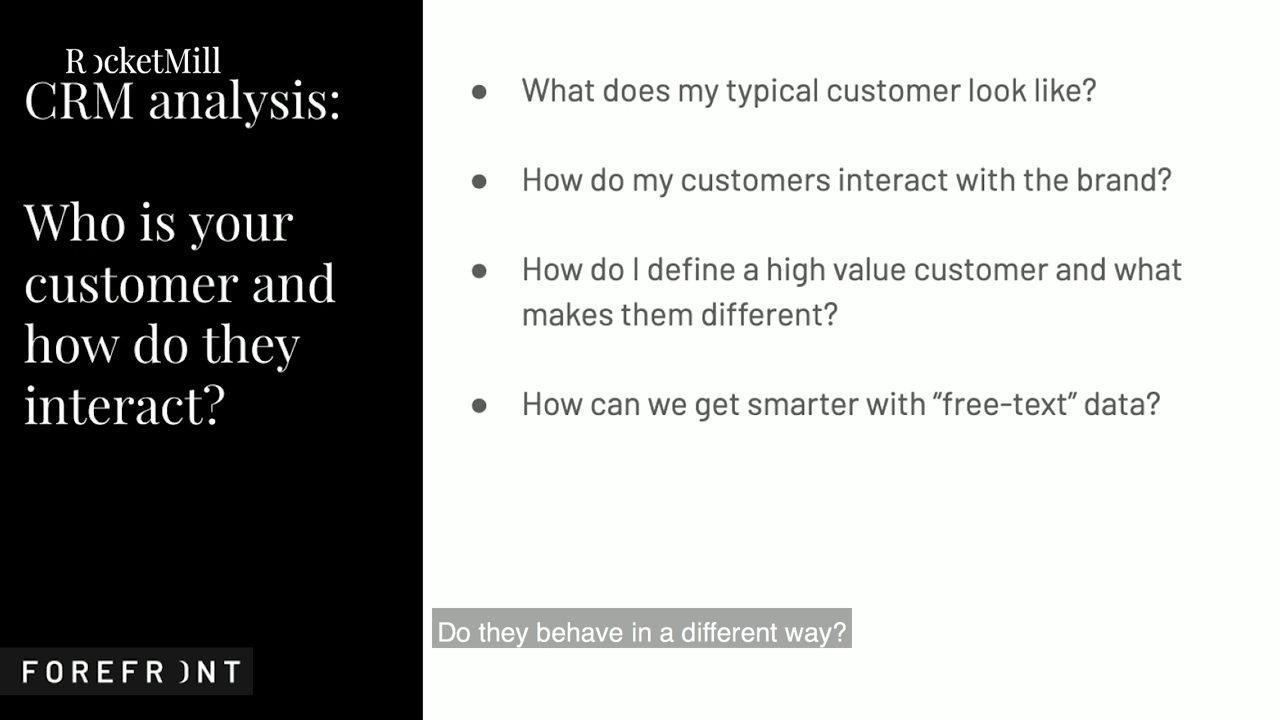 RocketMill
CRM analysis:
Who is your
customer and
how do they
interact?
● What does my typical customer look like?
● How do my customers interact with the brand?
● How do I define a high value customer and what
makes them different?
● How can we get smarter with “free-text” data?
Do they behave in a different way?
FOREFRONT